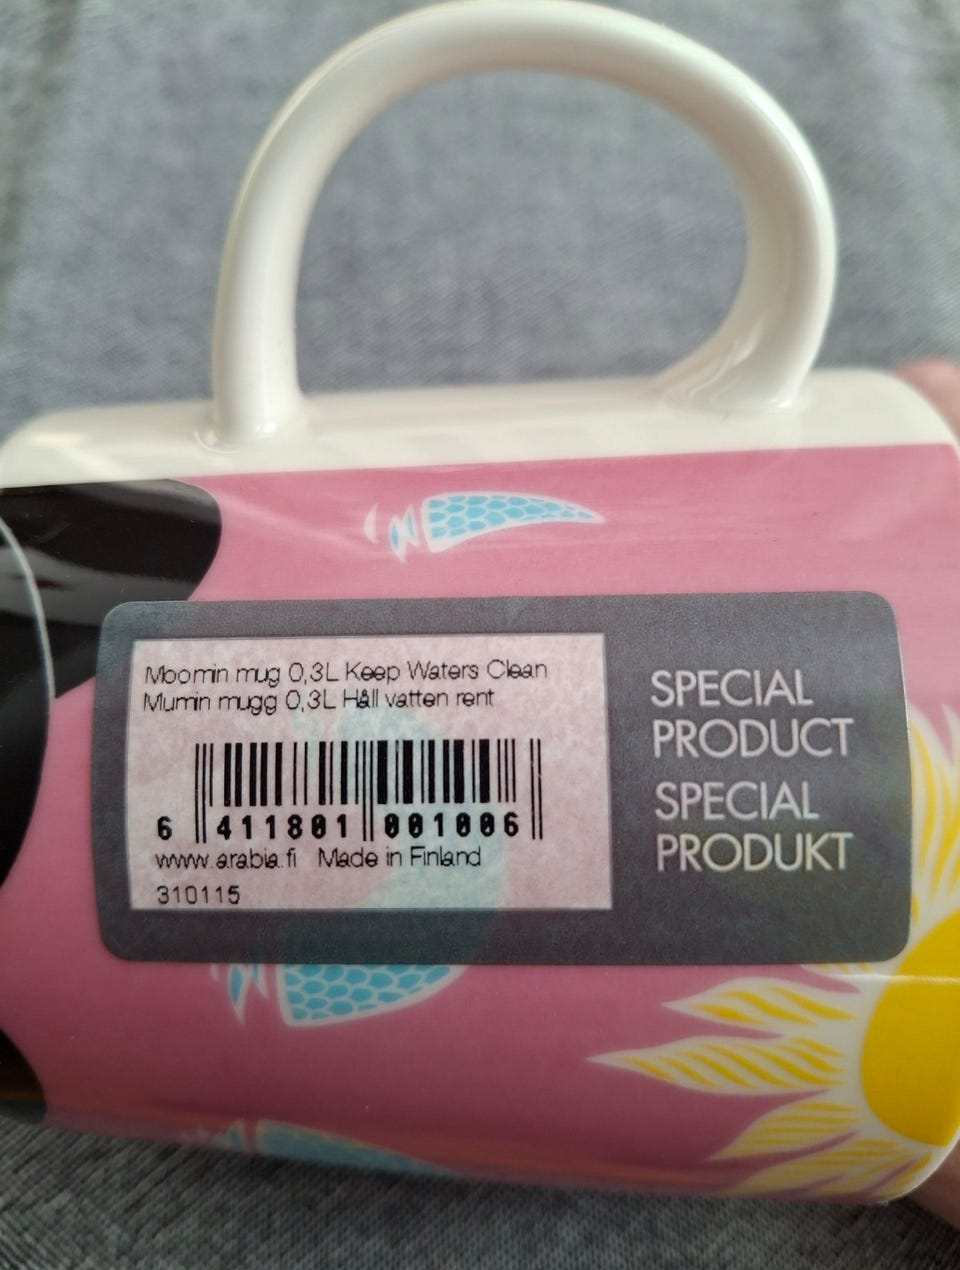 Moomin mug 0,3L Keep Waters Clean
Mumin mugg 0,3L Håll vatten rent
6 411801 001006
www.arabia.fi Made in Finland
310115
SPECIAL
PRODUCT
SPECIAL
PRODUKT